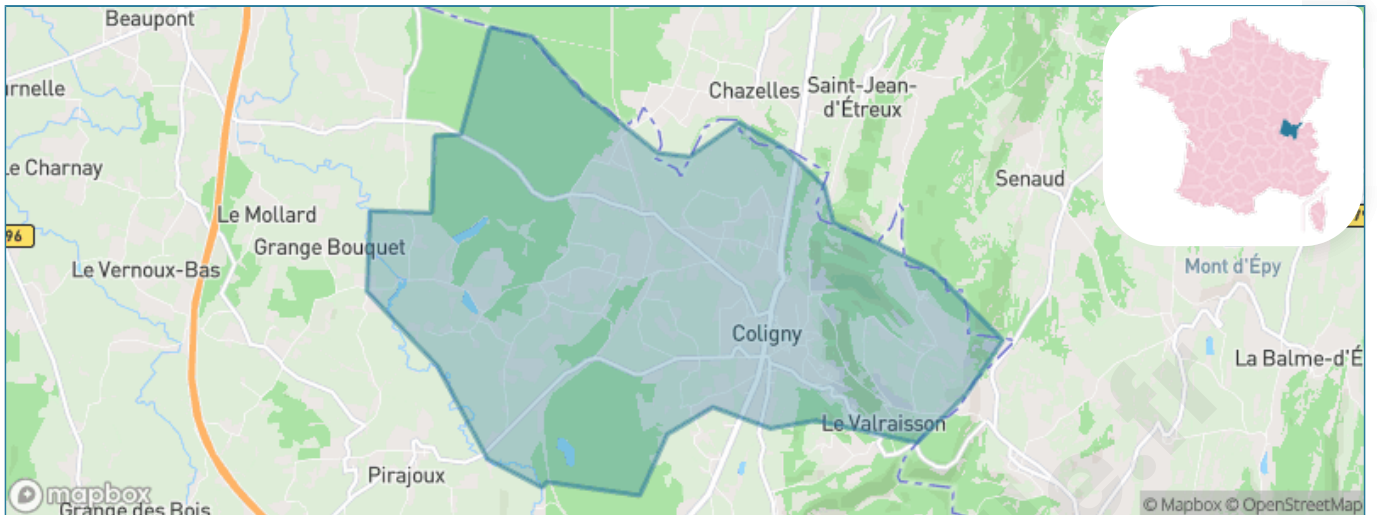 Beaupont
rnelle
Chazelles
Saint-Jean-
d'Étreux
Le Charnay
Senaud
Le Mollard
96
Grange Bouquet
Mont d'Épy
Le Vernoux-Bas
Coligny
La Balme-d'É
Le Valraisson
Pirajoux
mapbox
Grange des Bois
© Mapbox © OpenStreetMap